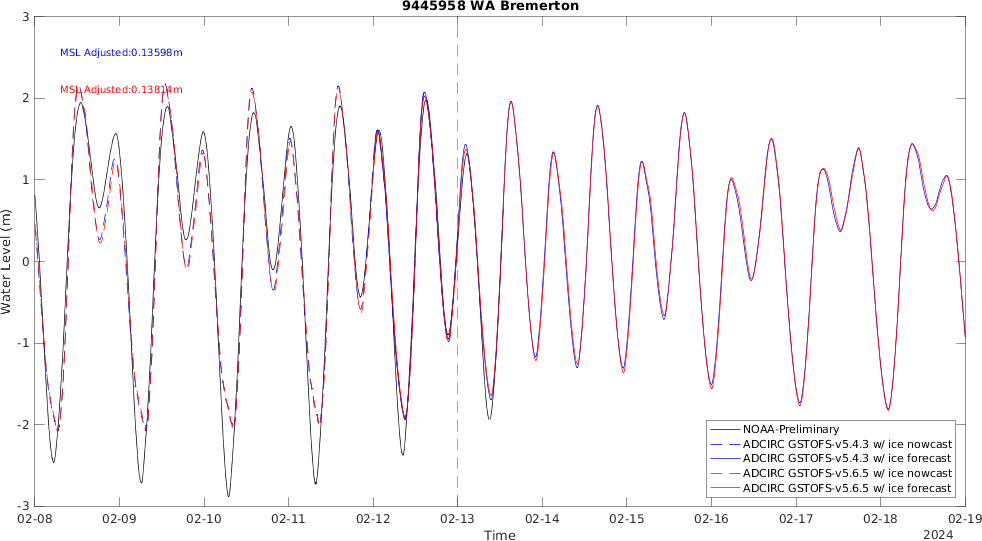 9445958 WA Bremerton
3
2
1
0
-1
-2
-3
Water Level (m)
MSL Adjusted:0.13598m
MSL Adjusted:0.13814m
NOAA-Preliminary
ADCIRC GSTOFS-v5.4.3 w/ ice nowcast
ADCIRC GSTOFS-v5.4.3 w/ ice forecast
ADCIRC GSTOFS-v5.6.5 w/ ice nowcast
ADCIRC GSTOFS-v5.6.5 w/ ice forecast
02-08 02-09 02-10 02-11 02-12 02-13 02-14 02-15 02-16 02-17 02-18 02-19
Time
2024